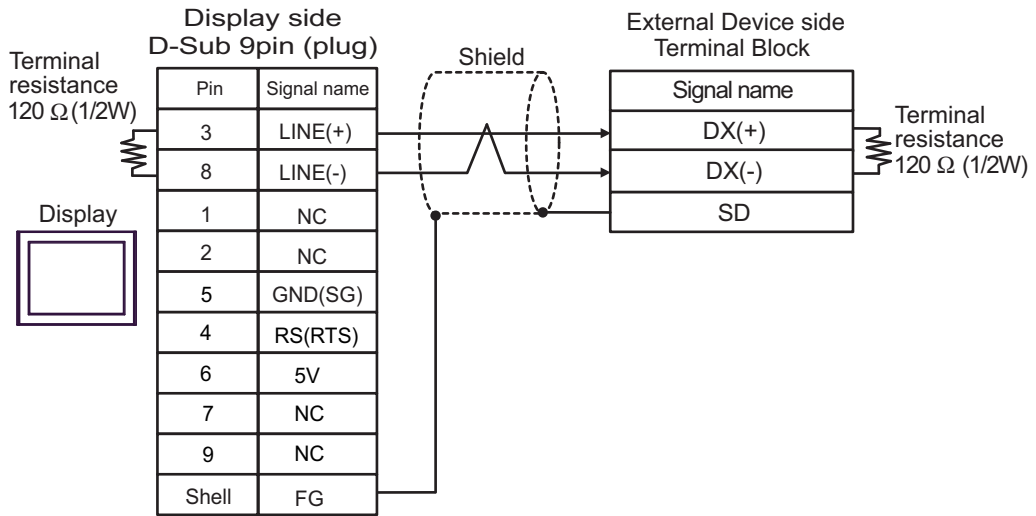 Display side
D-Sub 9pin (plug)
Terminal
resistance
120 Ω (1/2W)
Display
Pin Signal name
3 LINE(+)
8 LINE(-)
1 NC
2 NC
5 GND(SG)
4 RS(RTS)
6 5V
7 NC
9 NC
Shell FG
Shield
External Device side
Terminal Block
Signal name
DX(+)
DX(-)
SD
Terminal
resistance
120 Ω (1/2W)